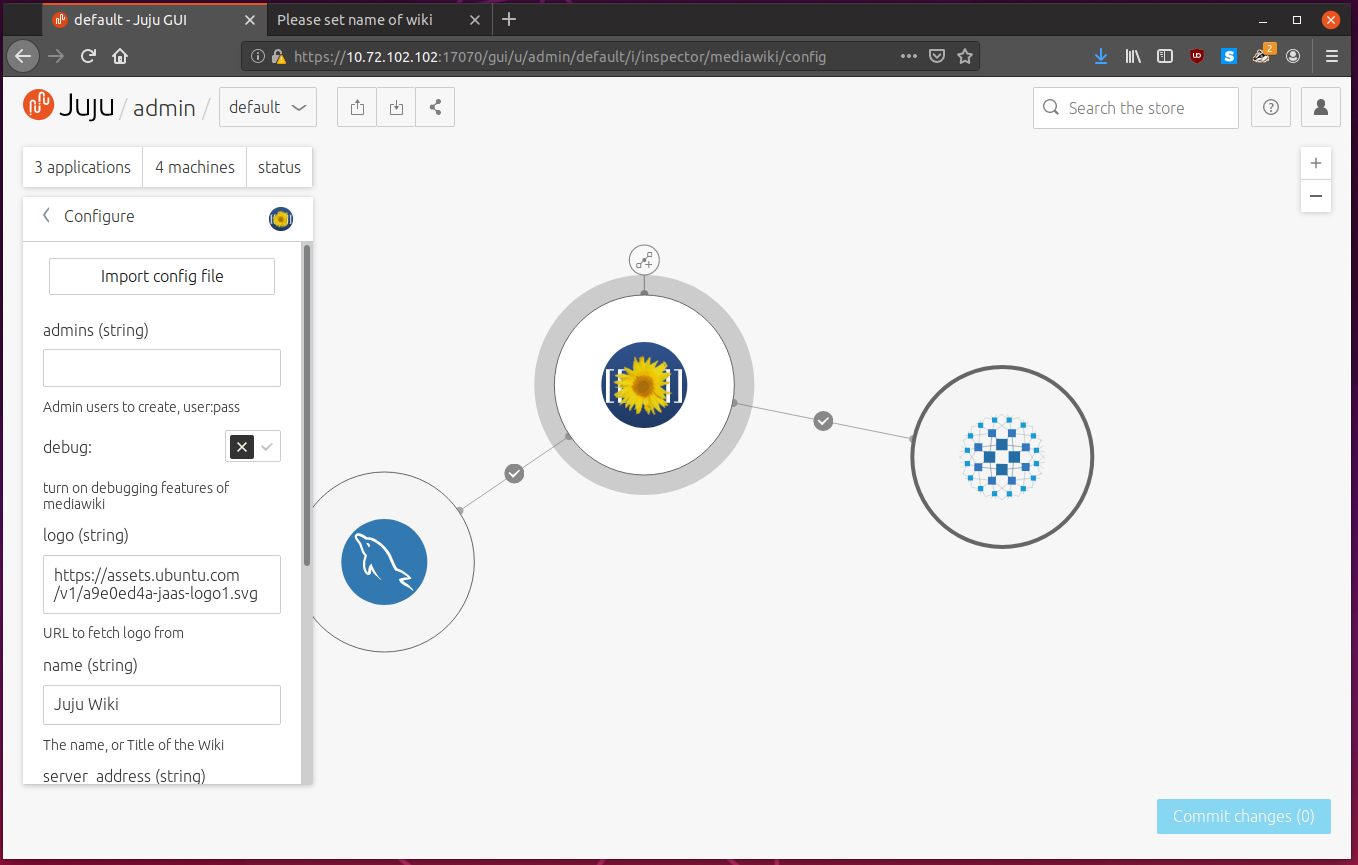 default - Juju GUI
Please set name of wiki
https://10.72.102.102:17070/gui/u/admin/default/i/inspector/mediawiki/config
2
Juju / admin /
default
Search the store
3 applications
4 machines
status
Configure
Import config file
admins (string)
Admin users to create, user:pass
debug:
turn on debugging features of
mediawiki
logo (string)
https://assets.ubuntu.com
/v1/a9e0ed4a-jaas-logo1.svg
URL to fetch logo from
name (string)
Juju Wiki
The name, or Title of the Wiki
server_address (string)
Commit changes (0)